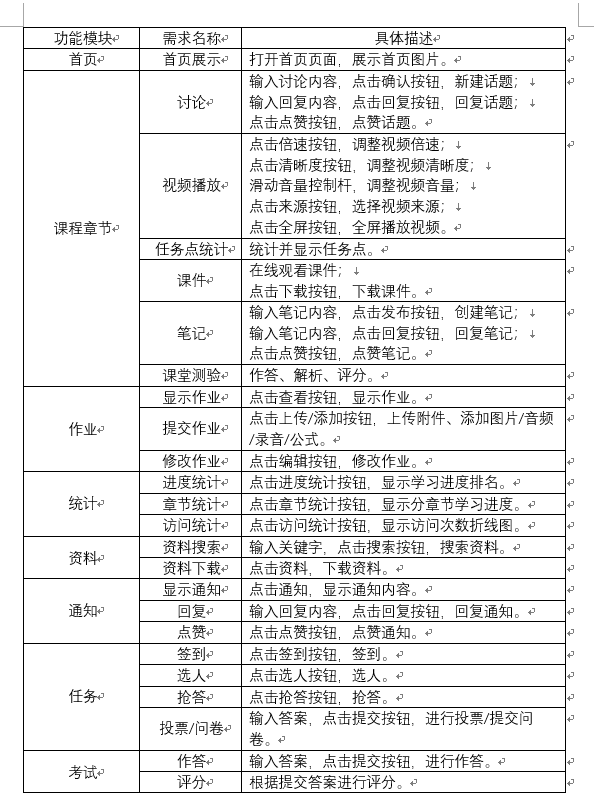 功能模块 需求名称 具体描述
首页 首页展示 打开首页页面，展示首页图片。
课程章节
讨论
输入讨论内容，点击确认按钮，新建话题；
输入回复内容，点击回复按钮，回复话题；
点击点赞按钮，点赞话题。
视频播放
点击倍速按钮，调整视频倍速；
点击清晰度按钮，调整视频清晰度；
滑动音量控制杆，调整视频音量；
点击来源按钮，选择视频来源；
点击全屏按钮，全屏播放视频。
任务点统计 统计并显示任务点。
课件
在线观看课件；
点击下载按钮，下载课件。
笔记
输入笔记内容，点击发布按钮，创建笔记；
输入笔记内容，点击回复按钮，回复笔记；
点击点赞按钮，点赞笔记。
课堂测验 作答、解析、评分。
作业
显示作业 点击查看按钮，显示作业。
提交作业
点击上传/添加按钮，上传附件、添加图片/音频
/录音/公式。
修改作业 点击编辑按钮，修改作业。
统计
进度统计 点击进度统计按钮，显示学习进度排名。
章节统计 点击章节统计按钮，显示分章节学习进度。
访问统计 点击访问统计按钮，显示访问次数折线图。
资料
资料搜索 输入关键字，点击搜索按钮，搜索资料。
资料下载 点击资料，下载资料。
通知
显示通知 点击通知，显示通知内容。
回复 输入回复内容，点击回复按钮，回复通知。
点赞 点击点赞按钮，点赞通知。
任务
签到 点击签到按钮，签到。
选人 点击选人按钮，选人。
抢答 点击抢答按钮，抢答。
投票/问卷
输入答案，点击提交按钮，进行投票/提交问
卷。
考试
作答 输入答案，点击提交按钮，进行作答。
评分 根据提交答案进行评分。